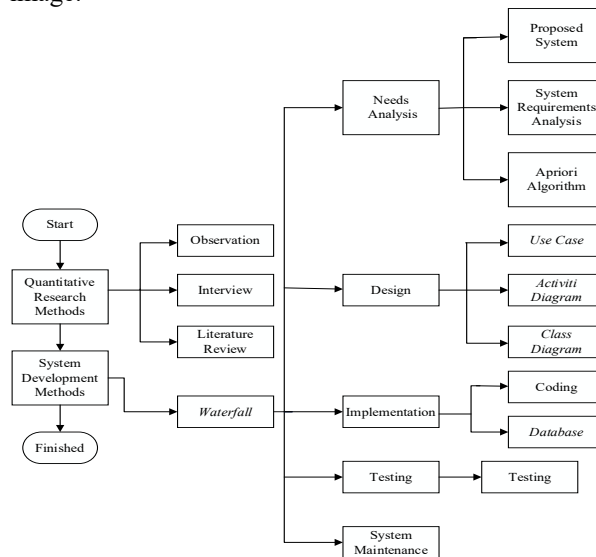 image.
Proposed
System
Needs
Analysis
System
Requirements
Analysis
Apriori
Algorithm
Start
Observation
Use Case
Quantitative
Research
Methods
Interview
Design
Activiti
Diagram
Literature
Review
Class
Diagram
System
Development
Methods
Waterfall
Implementation
Coding
Database
Finished
Testing
Testing
System
Maintenance